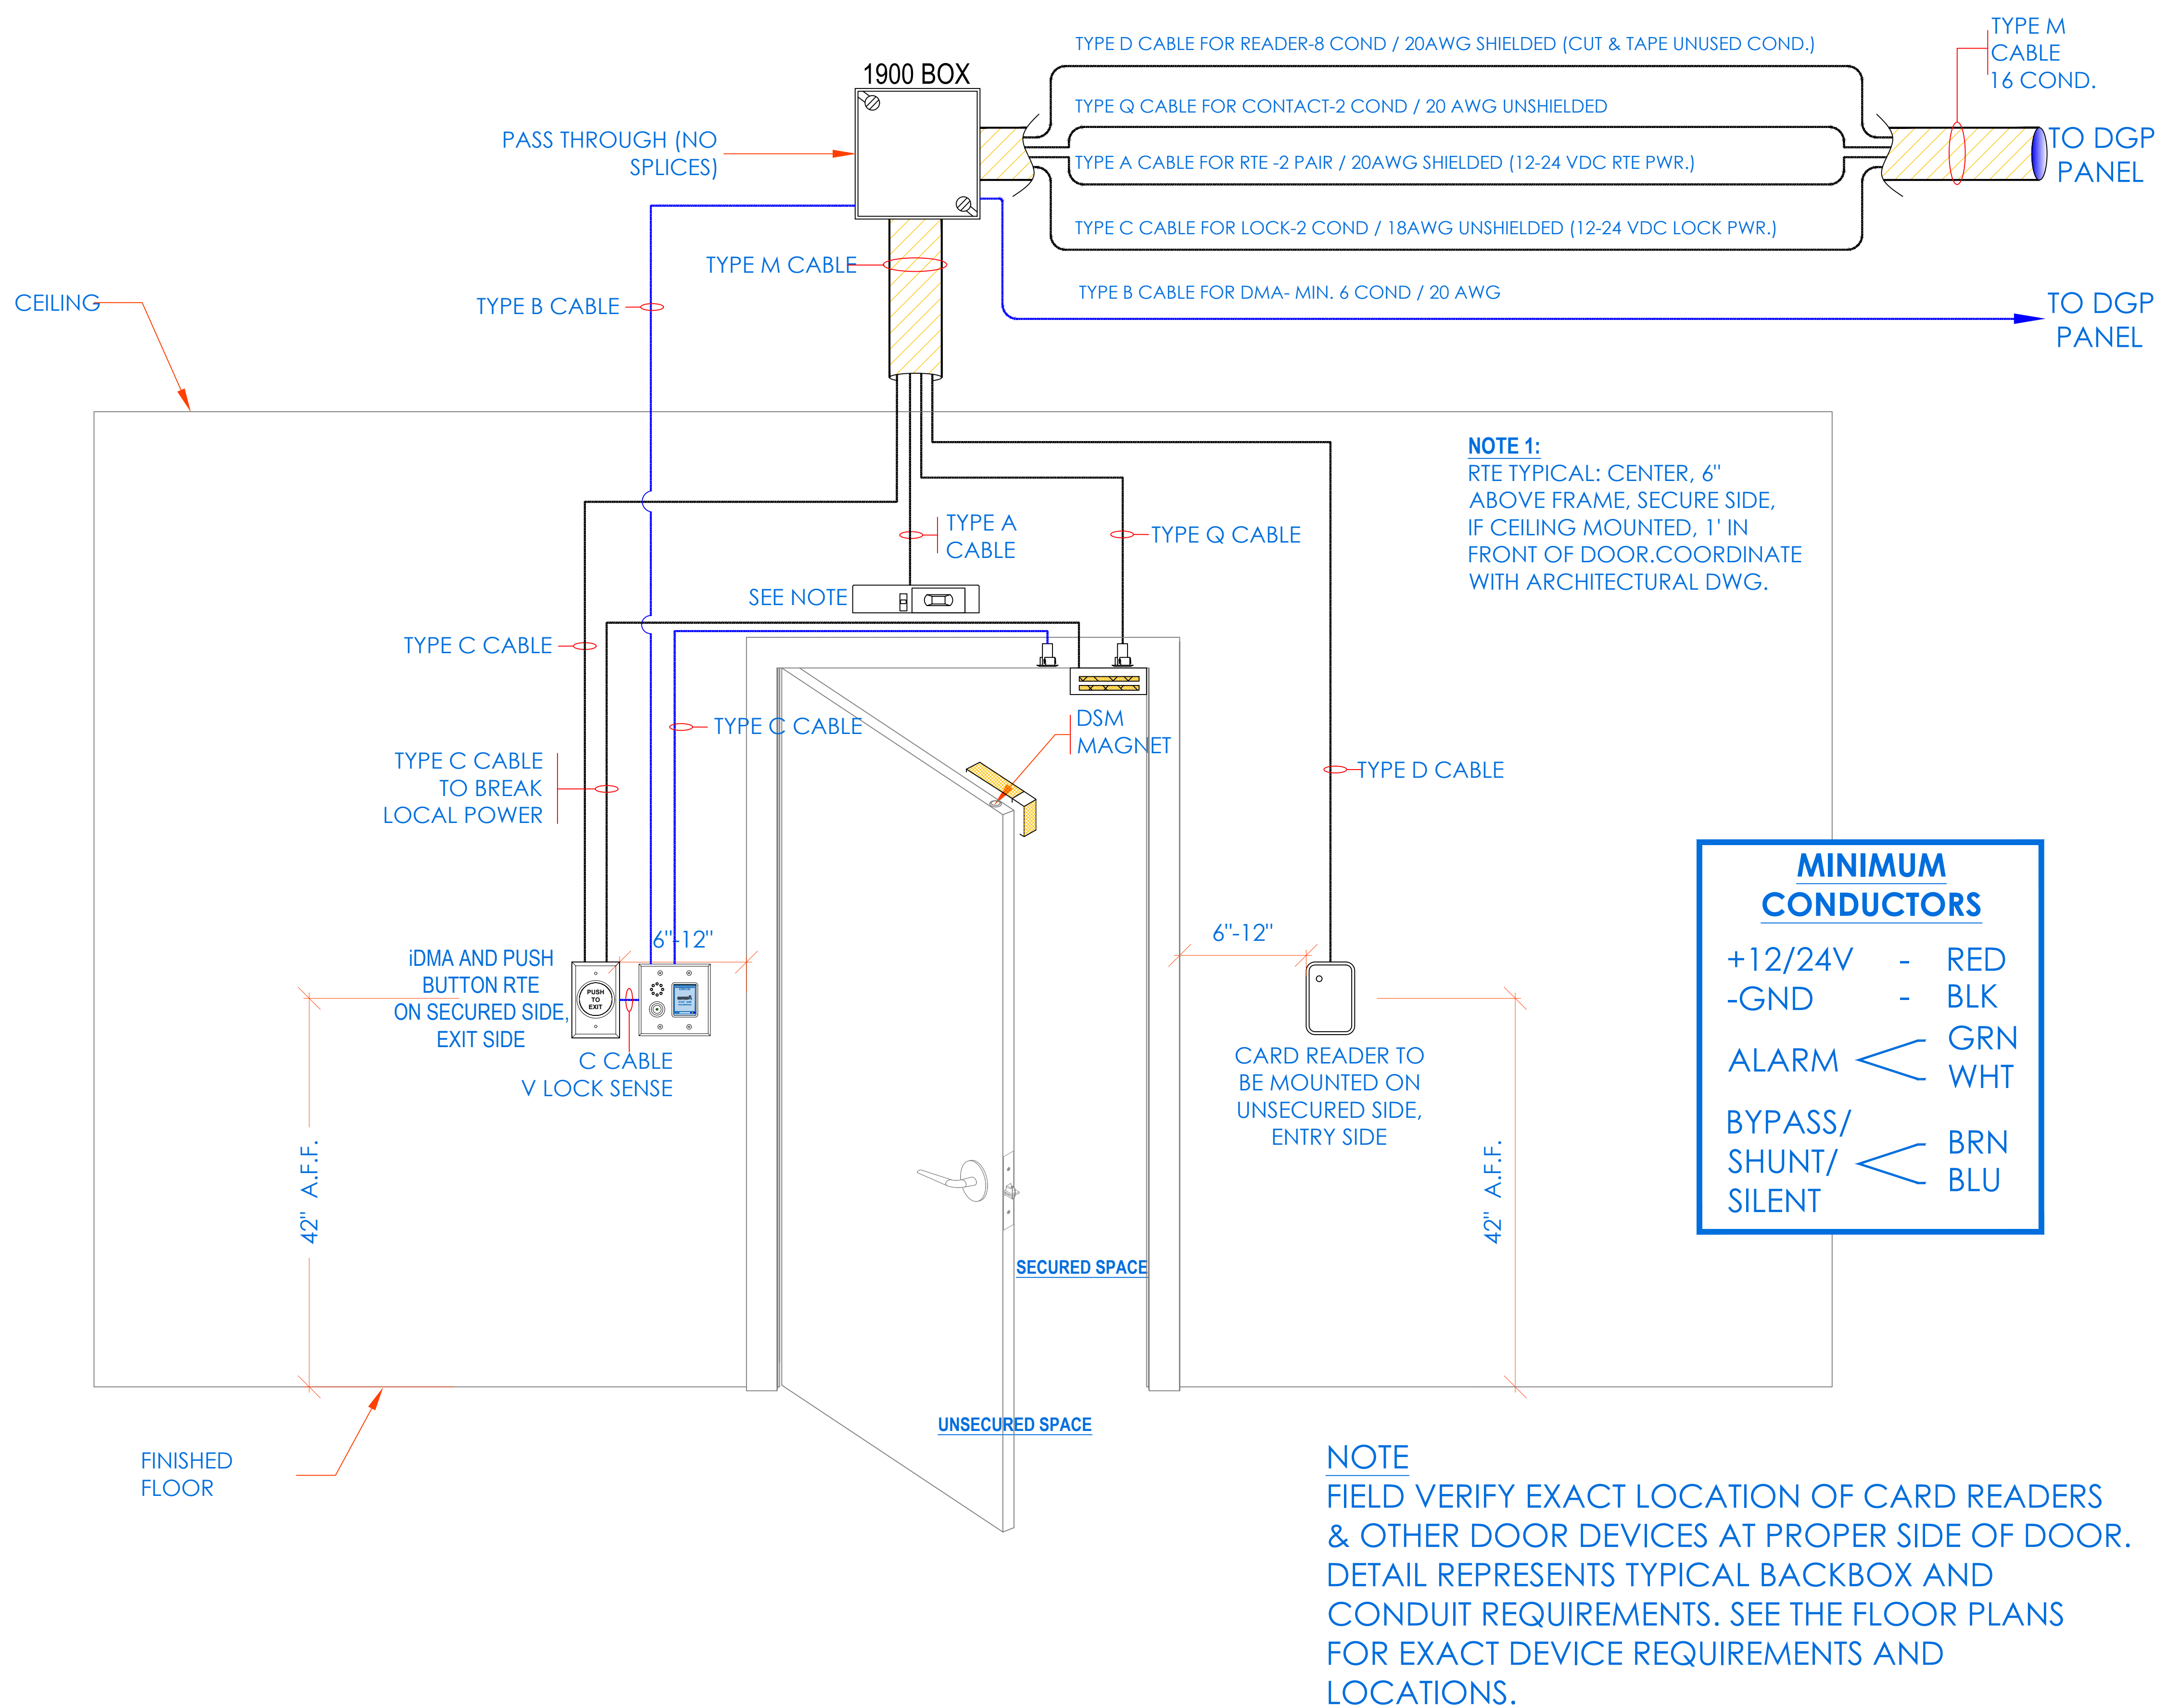 TYPE D CABLE FOR READER-8 COND / 20AWG SHIELDED (CUT & TAPE UNUSED COND.)
TYPE M
CABLE
16 COND.
1900 BOX
TYPE Q CABLE FOR CONTACT-2 COND / 20 AWG UNSHIELDED
PASS THROUGH (NO
SPLICES)
TYPE A CABLE FOR RTE -2 PAIR / 20AWG SHIELDED (12-24 VDC RTE PWR.)
TO DGP
PANEL
TYPE C CABLE FOR LOCK-2 COND / 18AWG UNSHIELDED (12-24 VDC LOCK PWR.)
TYPE M CABLE
TYPE B CABLE
TYPE B CABLE FOR DMA- MIN. 6 COND / 20 AWG
TO DGP
PANEL
CEILING
NOTE 1:
RTE TYPICAL: CENTER, 6"
ABOVE FRAME, SECURE SIDE,
IF CEILING MOUNTED, 1' IN
FRONT OF DOOR.COORDINATE
WITH ARCHITECTURAL DWG.
TYPE A
CABLE
TYPE Q CABLE
SEE NOTE
TYPE C CABLE
TYPE C CABLE
DSM
MAGNET
TYPE C CABLE
TO BREAK
LOCAL POWER
TYPE D CABLE
6"-12"
6"-12"
iDMA AND PUSH
BUTTON RTE
ON SECURED SIDE,
EXIT SIDE
PUSH
TO
EXIT
C CABLE
V LOCK SENSE
CARD READER TO
BE MOUNTED ON
UNSECURED SIDE,
ENTRY SIDE
42" A.F.F.
42" A.F.F.
MINIMUM
CONDUCTORS
+12/24V - RED
-GND - BLK
ALARM GRN
WHT
BYPASS/
SHUNT/
SILENT
BRN
BLU
SECURED SPACE
UNSECURED SPACE
FINISHED
FLOOR
NOTE
FIELD VERIFY EXACT LOCATION OF CARD READERS
& OTHER DOOR DEVICES AT PROPER SIDE OF DOOR.
DETAIL REPRESENTS TYPICAL BACKBOX AND
CONDUIT REQUIREMENTS. SEE THE FLOOR PLANS
FOR EXACT DEVICE REQUIREMENTS AND
LOCATIONS.